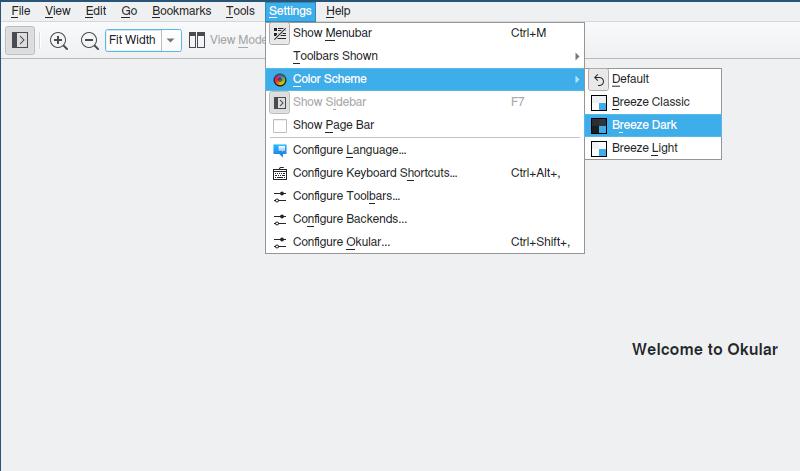 File View Edit Go Bookmarks Tools Settings Help
Fit Width View Mode
Show Menubar Ctrl+M
Toolbars Shown
Color Scheme
Show Sidebar F7
Show Page Bar
Configure Language...
Configure Keyboard Shortcuts... Ctrl+Alt+,
Configure Toolbars...
Configure Backends...
Configure Okular... Ctrl+Shift+,
Default
Breeze Classic
Breeze Dark
Breeze Light
Welcome to Okular